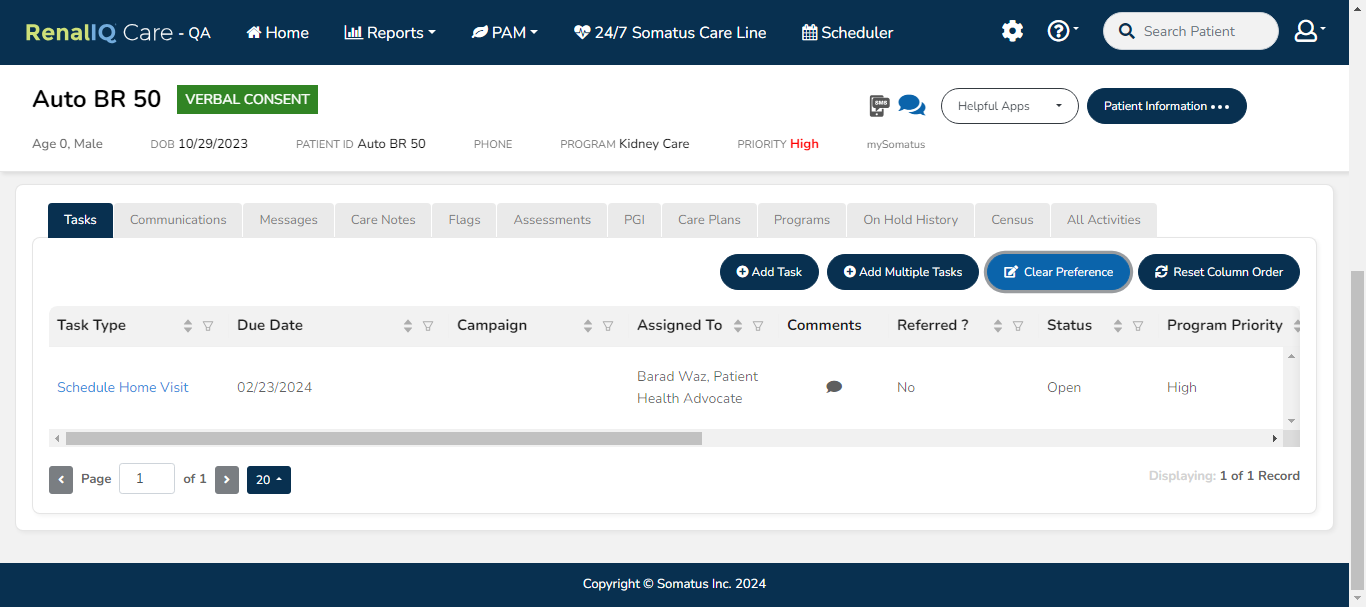 RenalIQ Care - QA Home Reports PAM 24/7 Somatus Care Line Scheduler Search Patient
Auto BR 50 VERBAL CONSENT SMS Helpful Apps Patient Information
Age 0, Male DOB 10/29/2023 PATIENT ID Auto BR 50 PHONE PROGRAM Kidney Care PRIORITY High mySomatus
Tasks Communications Messages Care Notes Flags Assessments PGI Care Plans Programs On Hold History Census All Activities
Add Task Add Multiple Tasks Clear Preference Reset Column Order
Task Type Due Date Campaign Assigned To Comments Referred ? Status Program Priority
Schedule Home Visit 02/23/2024 Barad Waz, Patient Health Advocate No Open High
Page 1 of 1 20 Displaying: 1 of 1 Record
Copyright © Somatus Inc. 2024